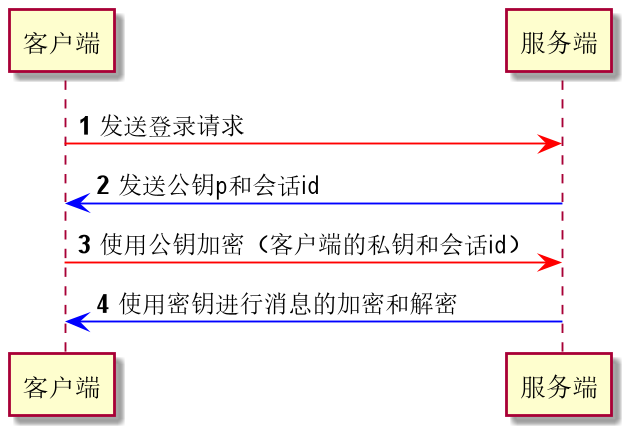 客户端 服务端
1 发送登录请求
2 发送公钥p和会话id
3 使用公钥加密（客户端的私钥和会话id）
4 使用密钥进行消息的加密和解密
客户端 服务端